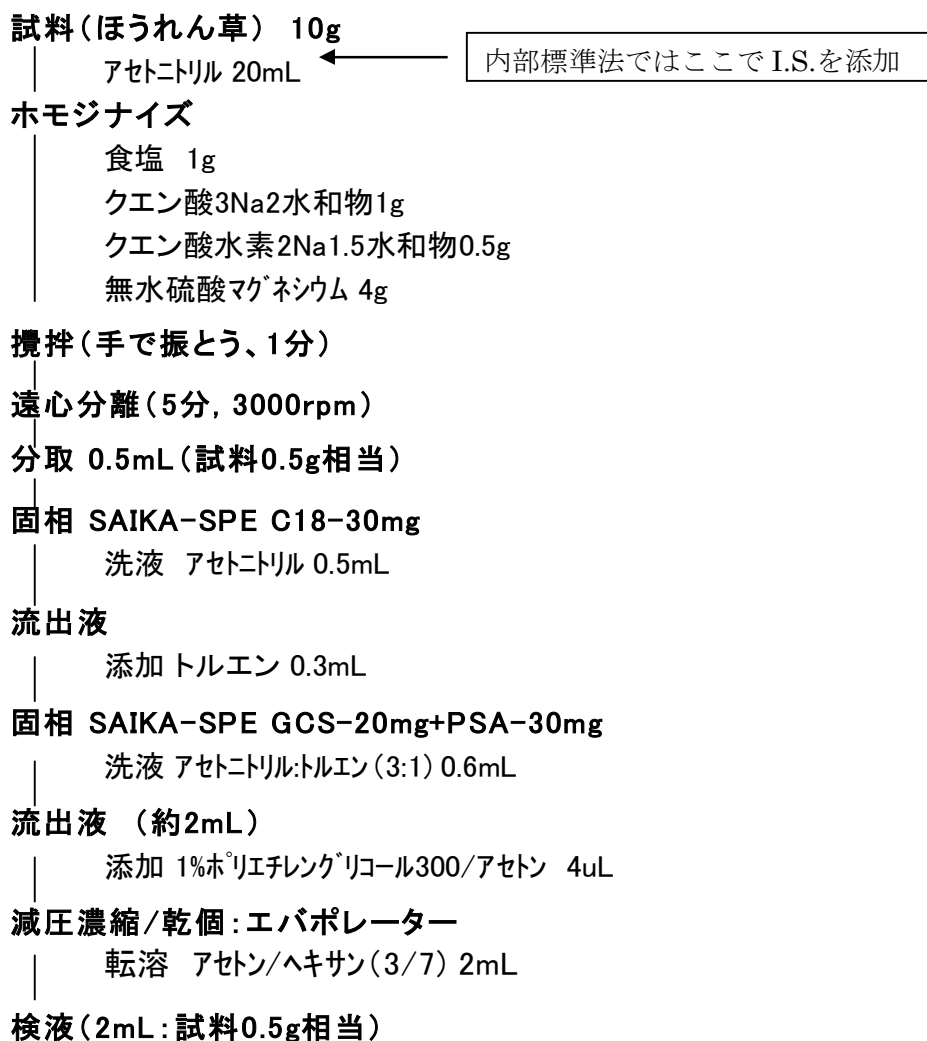 試料(ほうれん草) 10g
アセトニトリル 20mL
内部標準法ではここで I.S.を添加
ホモジナイズ
食塩 1g
クエン酸3Na2水和物1g
クエン酸水素2Na1.5水和物0.5g
無水硫酸マグネシウム 4g
攪拌(手で振とう、1分)
遠心分離(5分, 3000rpm)
分取 0.5mL(試料0.5g相当)
固相 SAIKA-SPE C18-30mg
洗液 アセトニトリル 0.5mL
流出液
添加 トルエン 0.3mL
固相 SAIKA-SPE GCS-20mg+PSA-30mg
洗液 アセトニトリル:トルエン(3:1) 0.6mL
流出液 (約2mL)
添加 1%ポリエチレングリコール300/アセトン 4uL
減圧濃縮/乾個:エバポレーター
転溶 アセトン/ヘキサン(3/7) 2mL
検液(2mL:試料0.5g相当)